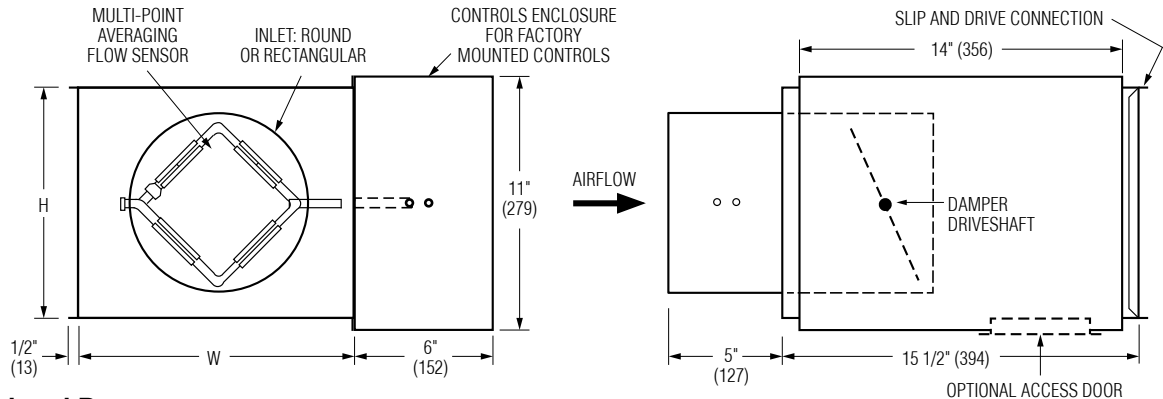 MULTI-POINT
AVERAGING
FLOW SENSOR
INLET: ROUND
OR RECTANGULAR
CONTROLS ENCLOSURE
FOR FACTORY
MOUNTED CONTROLS
H
11"
(279)
1/2"
(13)
W
6"
(152)
AIRFLOW
SLIP AND DRIVE CONNECTION
14" (356)
DAMPER
DRIVESHAFT
5"
(127)
15 1/2" (394)
OPTIONAL ACCESS DOOR